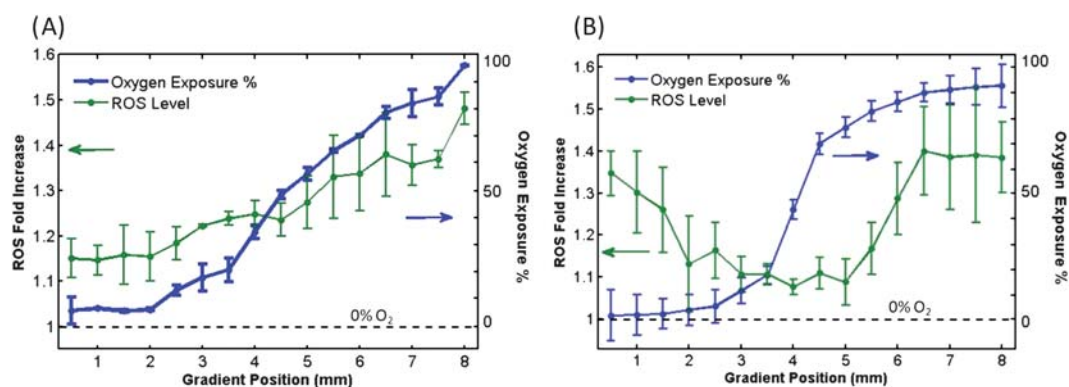 (A)
1.6
1.5
1.4
1.3
1.2
1.1
1
ROS Fold Increase
Oxygen Exposure %
ROS Level
100
50
0
Oxygen Exposure %
0% O₂
1 2 3 4 5 6 7 8
Gradient Position (mm)
(B)
1.6
1.5
1.4
1.3
1.2
1.1
1
ROS Fold Increase
Oxygen Exposure %
ROS Level
100
50
0
Oxygen Exposure %
0% O₂
1 2 3 4 5 6 7 8
Gradient Position (mm)